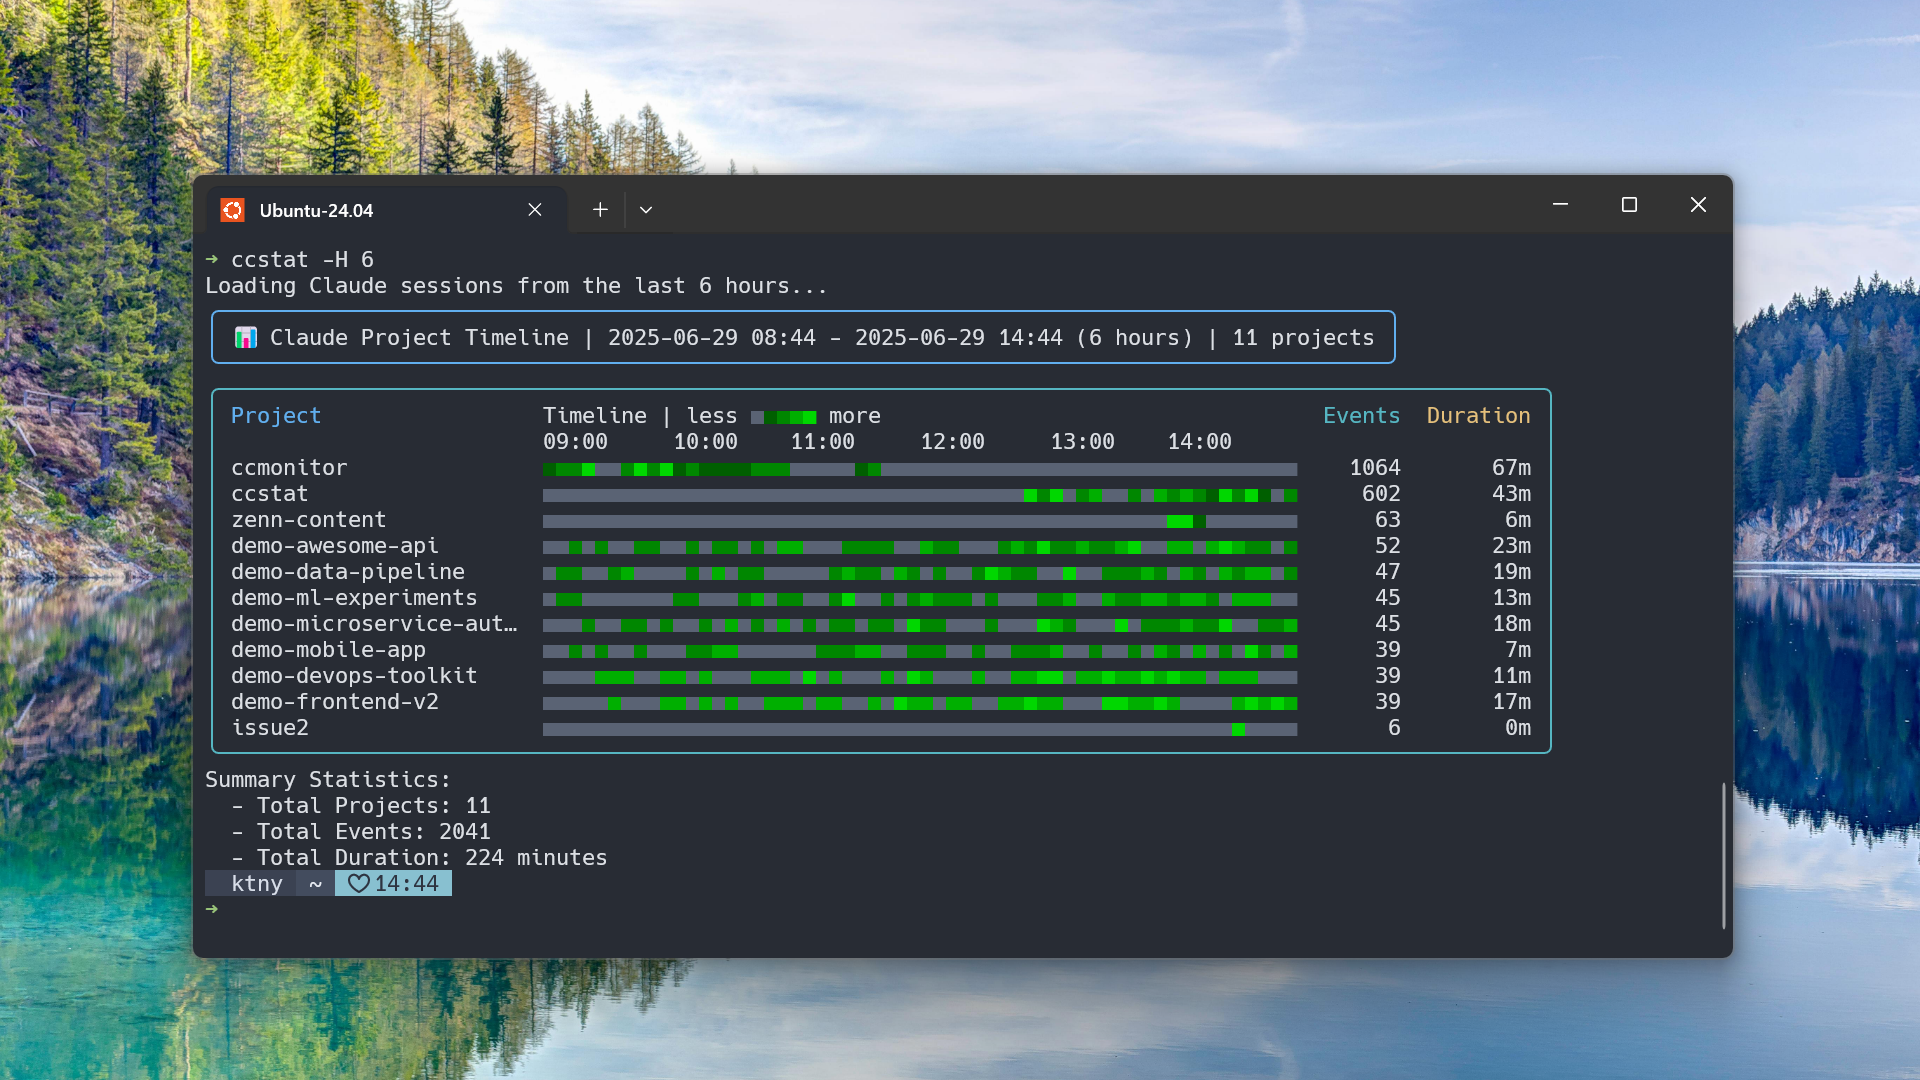 Ubuntu-24.04
➜ ccstat -H 6
Loading Claude sessions from the last 6 hours...
📊 Claude Project Timeline | 2025-06-29 08:44 - 2025-06-29 14:44 (6 hours) | 11 projects
Project Timeline | less more Events Duration
09:00 10:00 11:00 12:00 13:00 14:00
ccmonitor 1064 67m
ccstat 602 43m
zenn-content 63 6m
demo-awesome-api 52 23m
demo-data-pipeline 47 19m
demo-ml-experiments 45 13m
demo-microservice-aut… 45 18m
demo-mobile-app 39 7m
demo-devops-toolkit 39 11m
demo-frontend-v2 39 17m
issue2 6 0m
Summary Statistics:
- Total Projects: 11
- Total Events: 2041
- Total Duration: 224 minutes
ktny ~ ♡ 14:44
➜